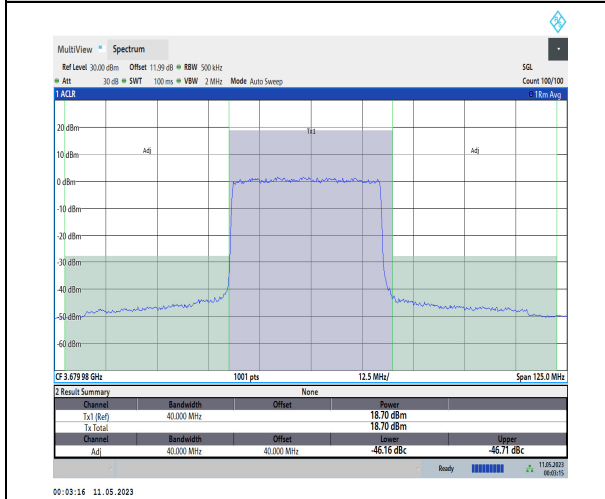 MultiView Spectrum
Ref Level 30.00 dBm Offset 11.99 dB RBW 500 kHz SGL
Att 30 dB SWT 100 ms VBW 2 MHz Mode Auto Sweep Count 100/100
1 ACLR 1Rm Avg
20 dBm Tx1
10 dBm Adj Adj
0 dBm
-10 dBm
-20 dBm
-30 dBm
-40 dBm
-50 dBm
-60 dBm
CF 3.679 98 GHz 1001 pts 12.5 MHz/ Span 125.0 MHz
2 Result Summary None
Channel Bandwidth Offset Power
Tx1 (Ref) 40.000 MHz 18.70 dBm
Tx Total 18.70 dBm
Channel Bandwidth Offset Lower Upper
Adj 40.000 MHz 40.000 MHz -46.16 dBc -46.71 dBc
Ready 11.05.2023
00:03:15
00:03:16 11.05.2023